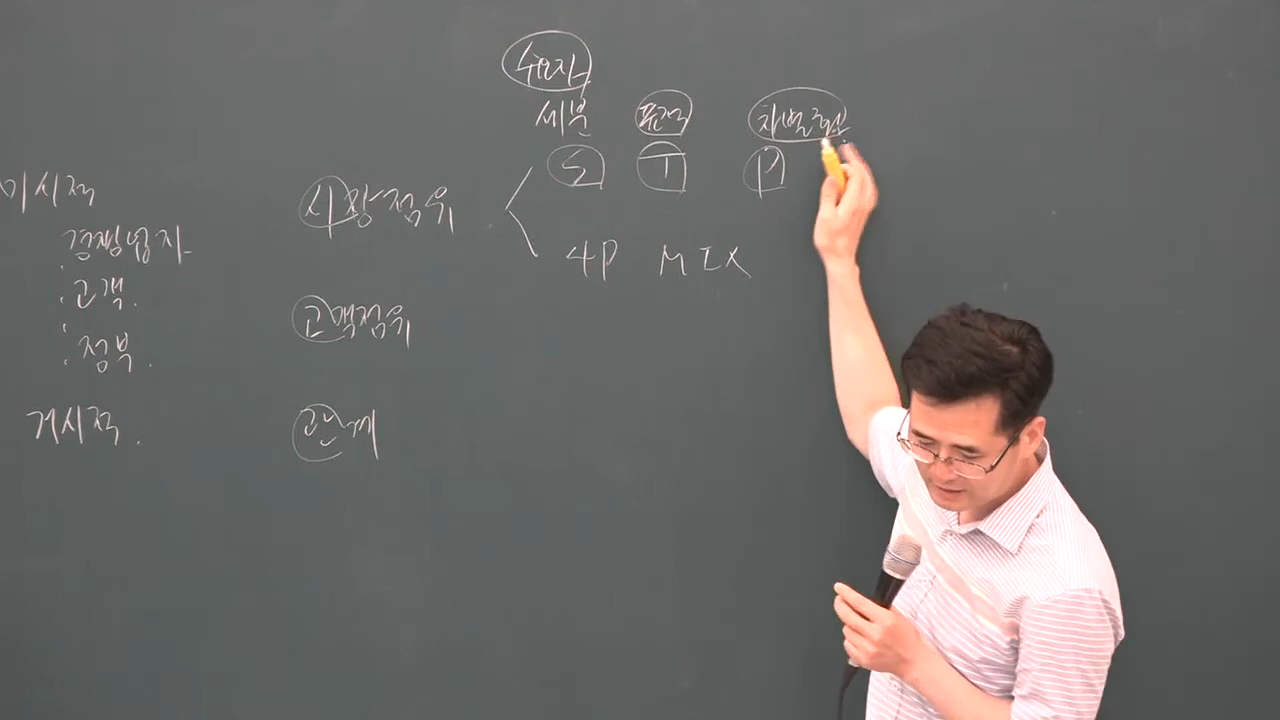 수요자
세분 표적 차별화
S T P
시장점유
4P MIX
고객점유
관계
미시적
경쟁업자
· 고객.
· 정부.
거시적.